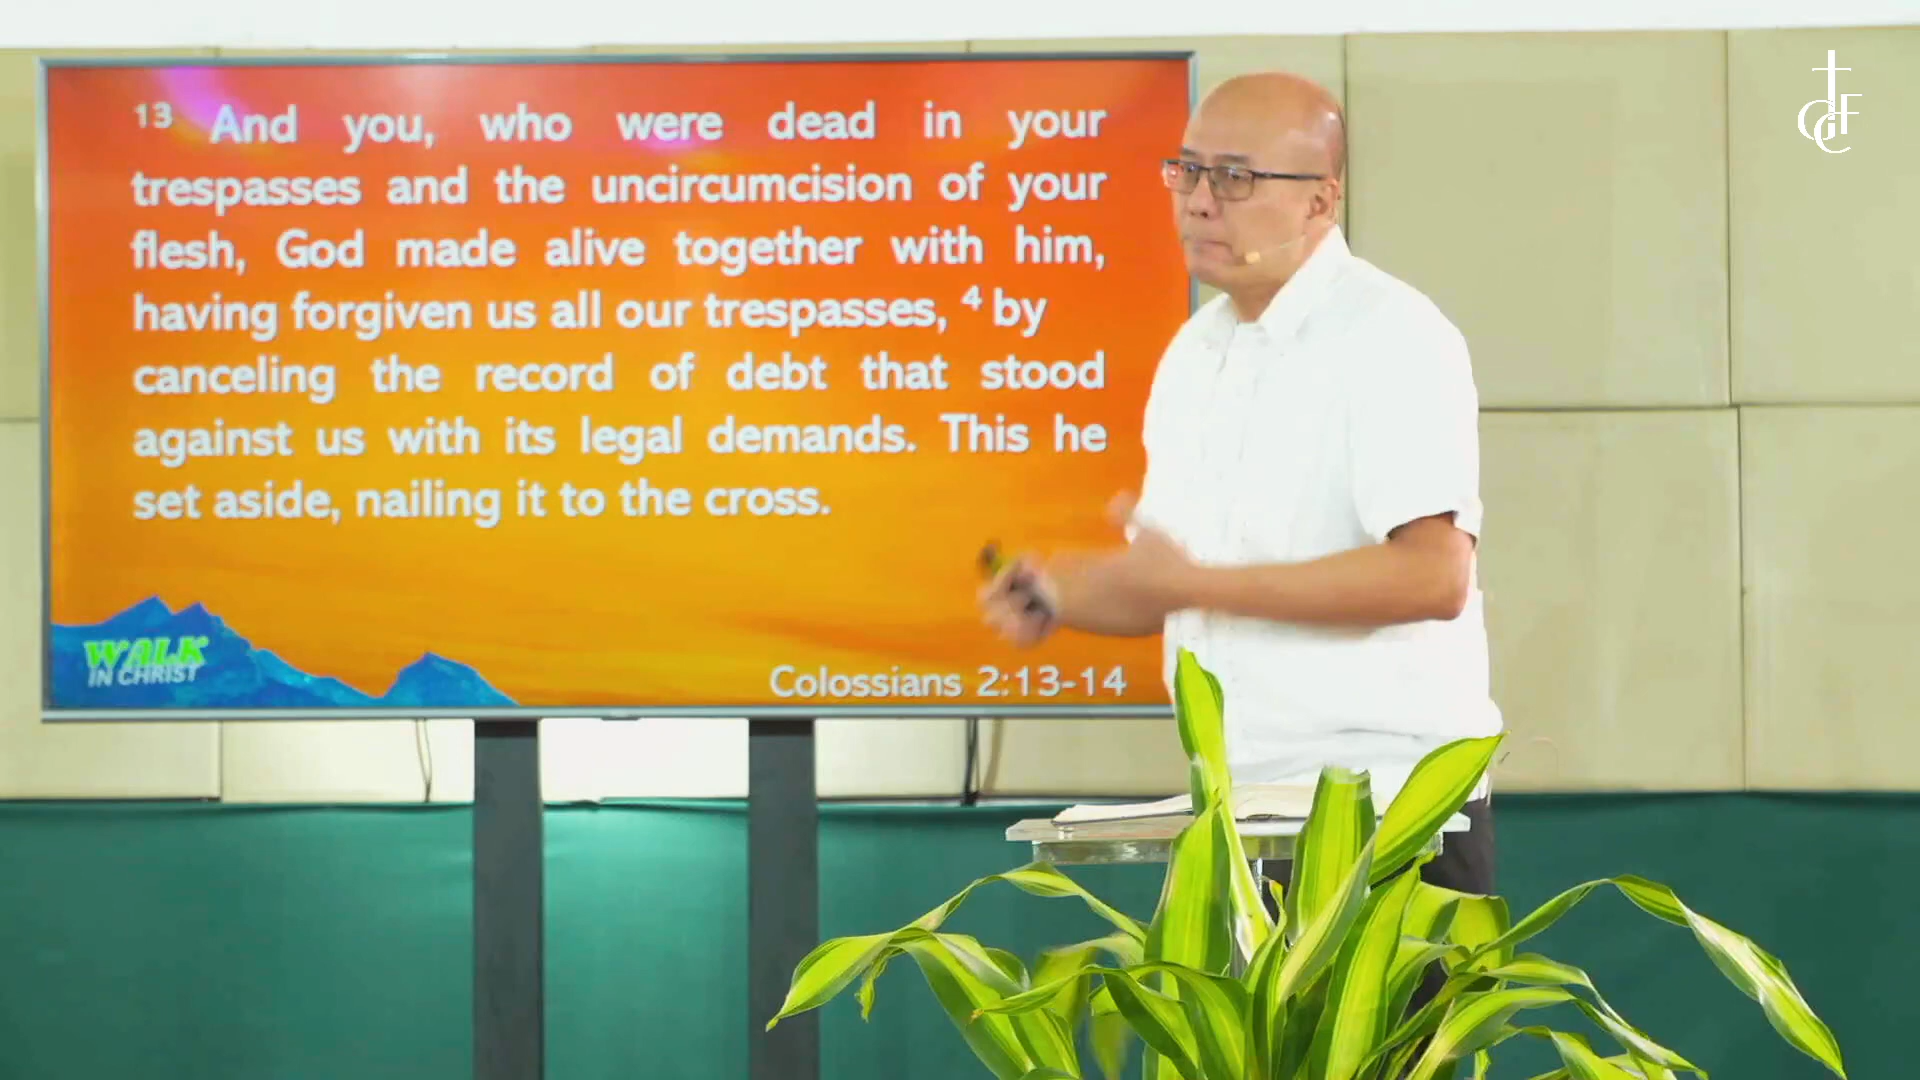 13 And you, who were dead in your
trespasses and the uncircumcision of your
flesh, God made alive together with him,
having forgiven us all our trespasses, 4 by
canceling the record of debt that stood
against us with its legal demands. This he
set aside, nailing it to the cross.
WALK
IN CHRIST
Colossians 2:13-14